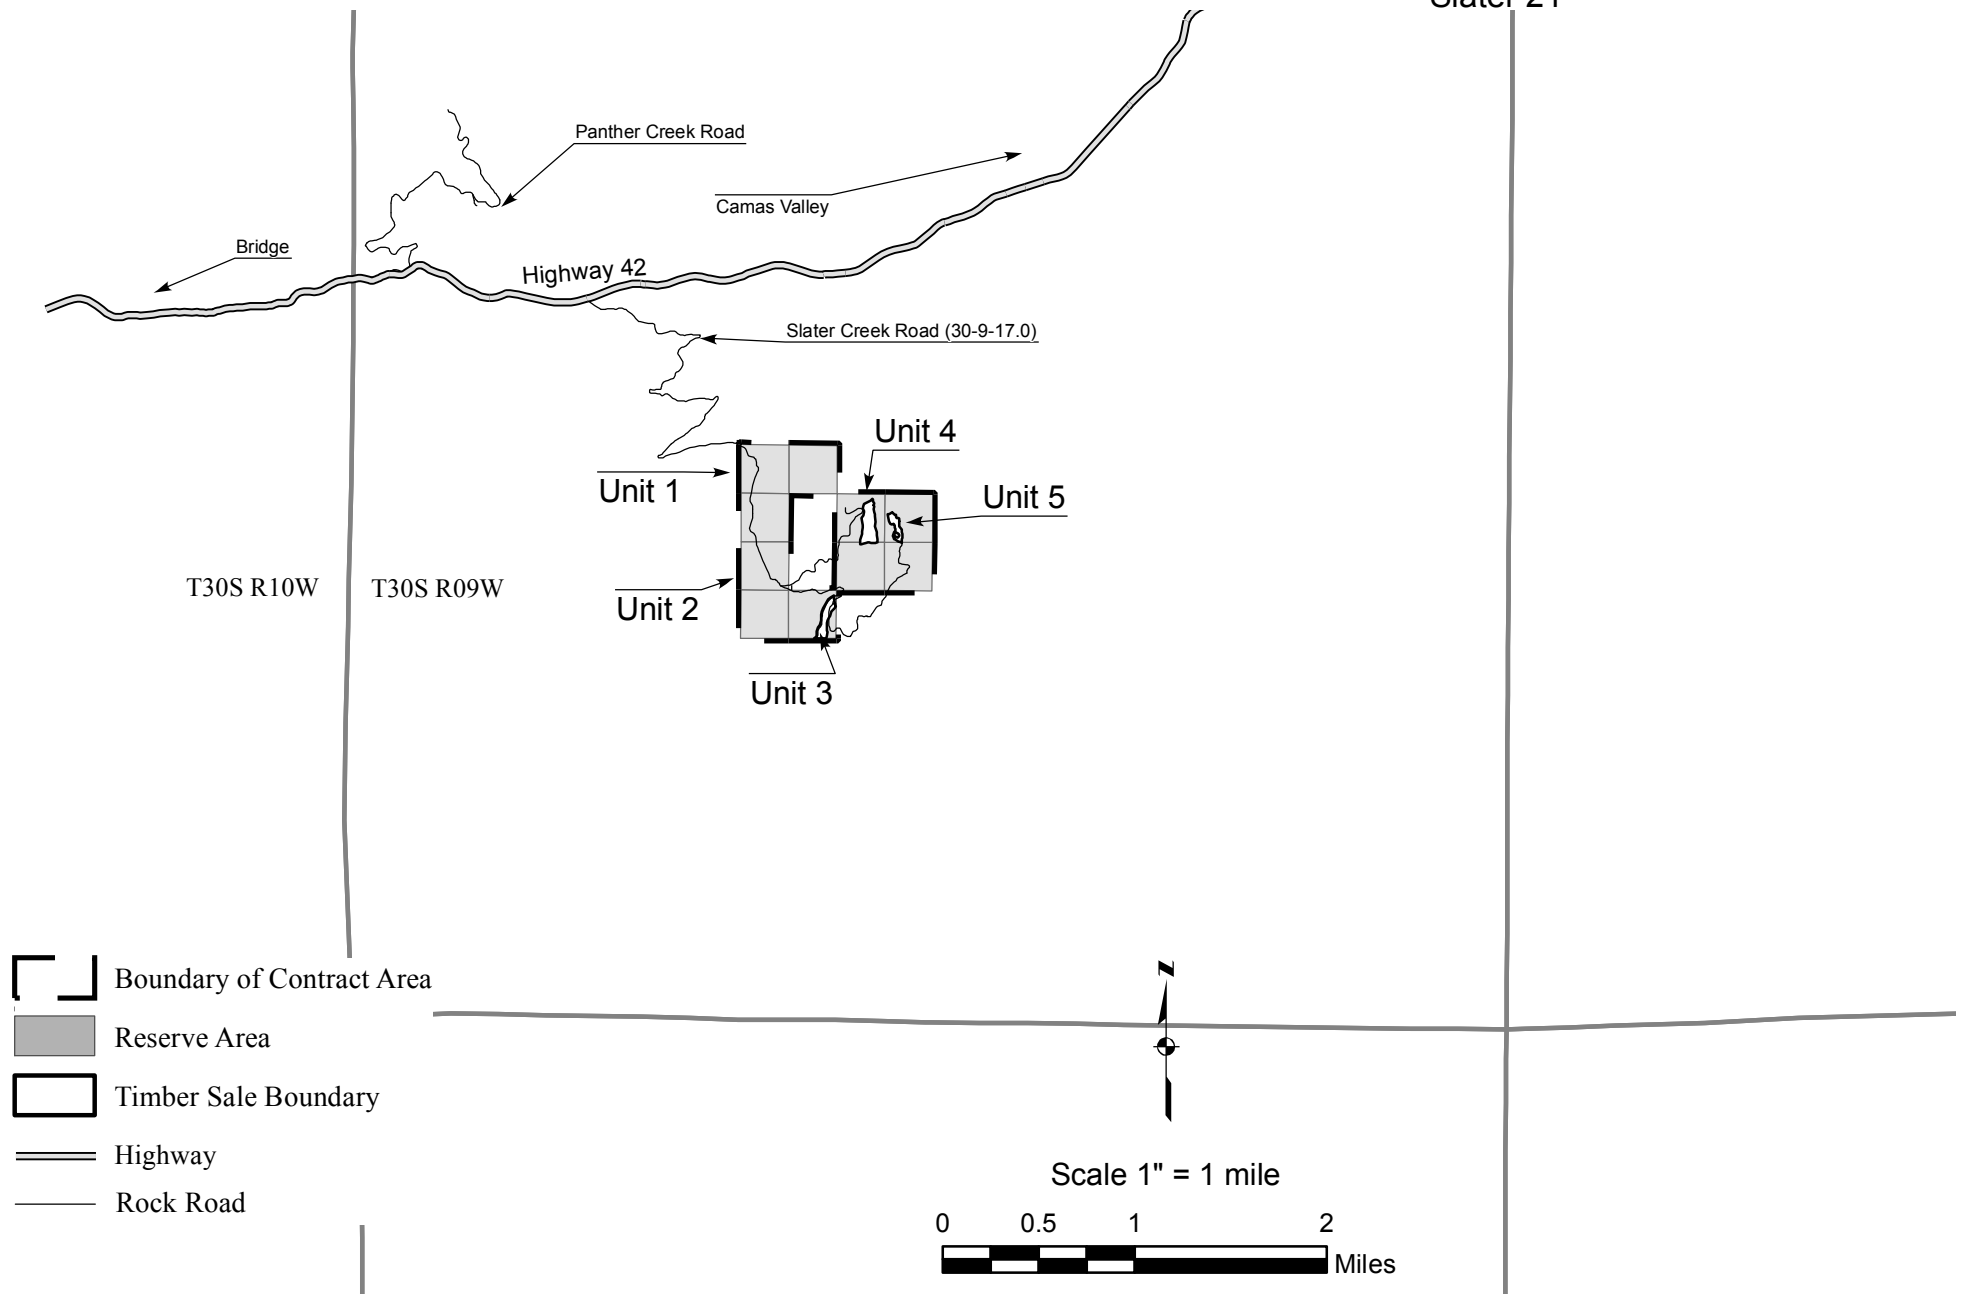 Slater 21
Panther Creek Road
Camas Valley
Bridge
Highway 42
Slater Creek Road (30-9-17.0)
Unit 4
Unit 1
Unit 5
T30S R10W
T30S R09W
Unit 2
Unit 3
Boundary of Contract Area
Reserve Area
Timber Sale Boundary
Highway
Rock Road
N
Scale 1" = 1 mile
0 0.5 1 2
Miles